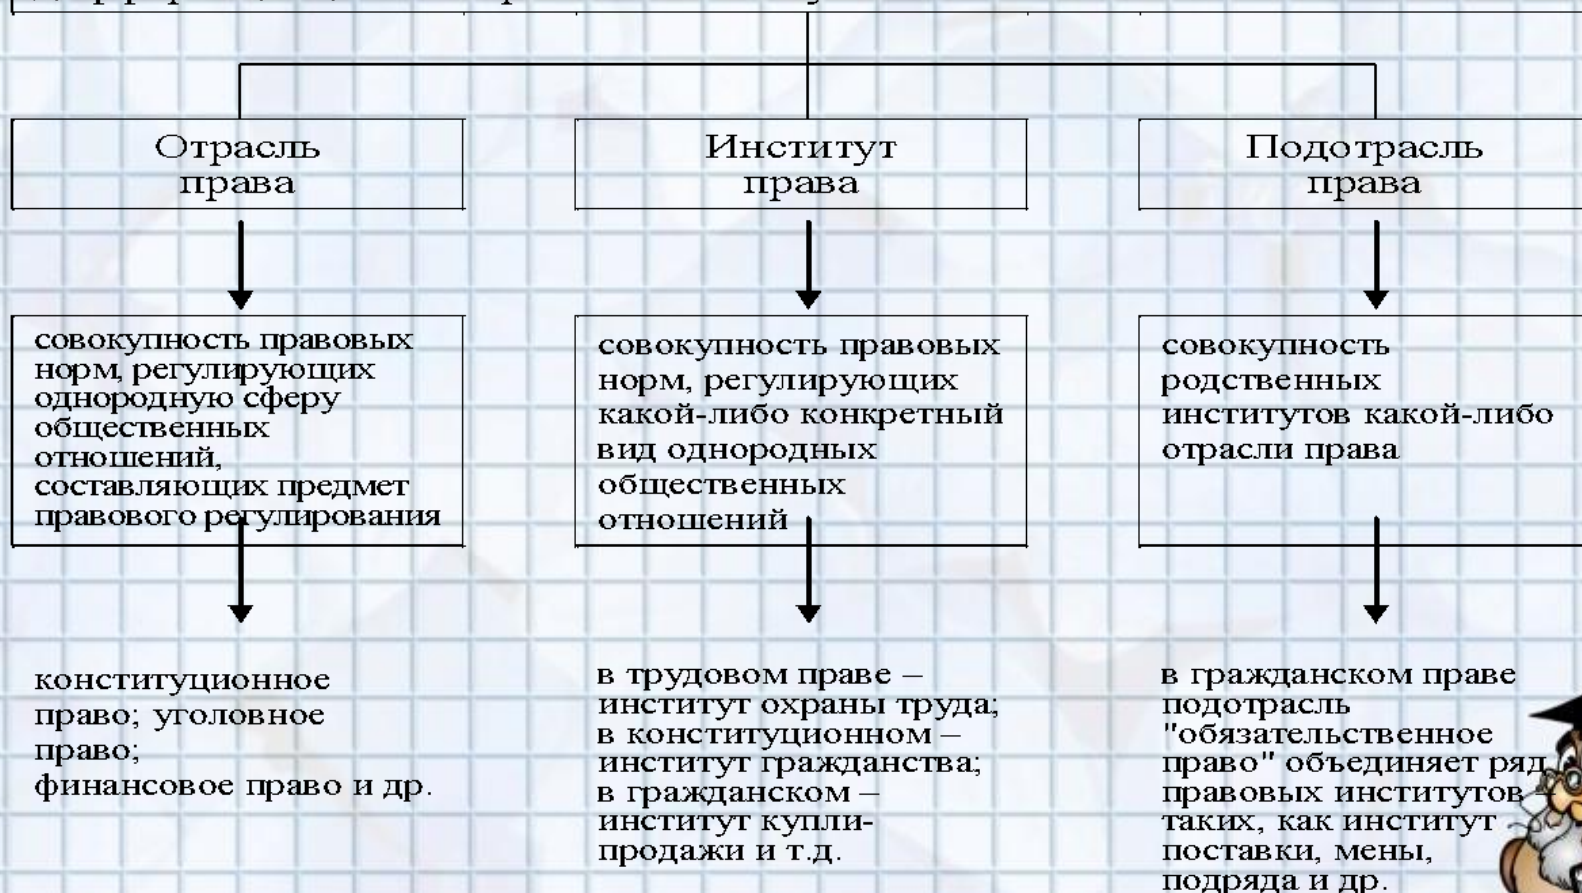 Отрасль
права
Институт
права
Подотрасль
права
совокупность правовых
норм, регулирующих
однородную сферу
общественных
отношений,
составляющих предмет
правового регулирования
совокупность правовых
норм, регулирующих
какой-либо конкретный
вид однородных
общественных
отношений
совокупность
родственных
институтов какой-либо
отрасли права
конституционное
право; уголовное
право;
финансовое право и др.
в трудовом праве –
институт охраны труда;
в конституционном –
институт гражданства;
в гражданском –
институт купли-
продажи и т.д.
в гражданском праве
подотрасль
"обязательственное
право" объединяет ряд
правовых институтов
таких, как институт
поставки, мены,
подряда и др.